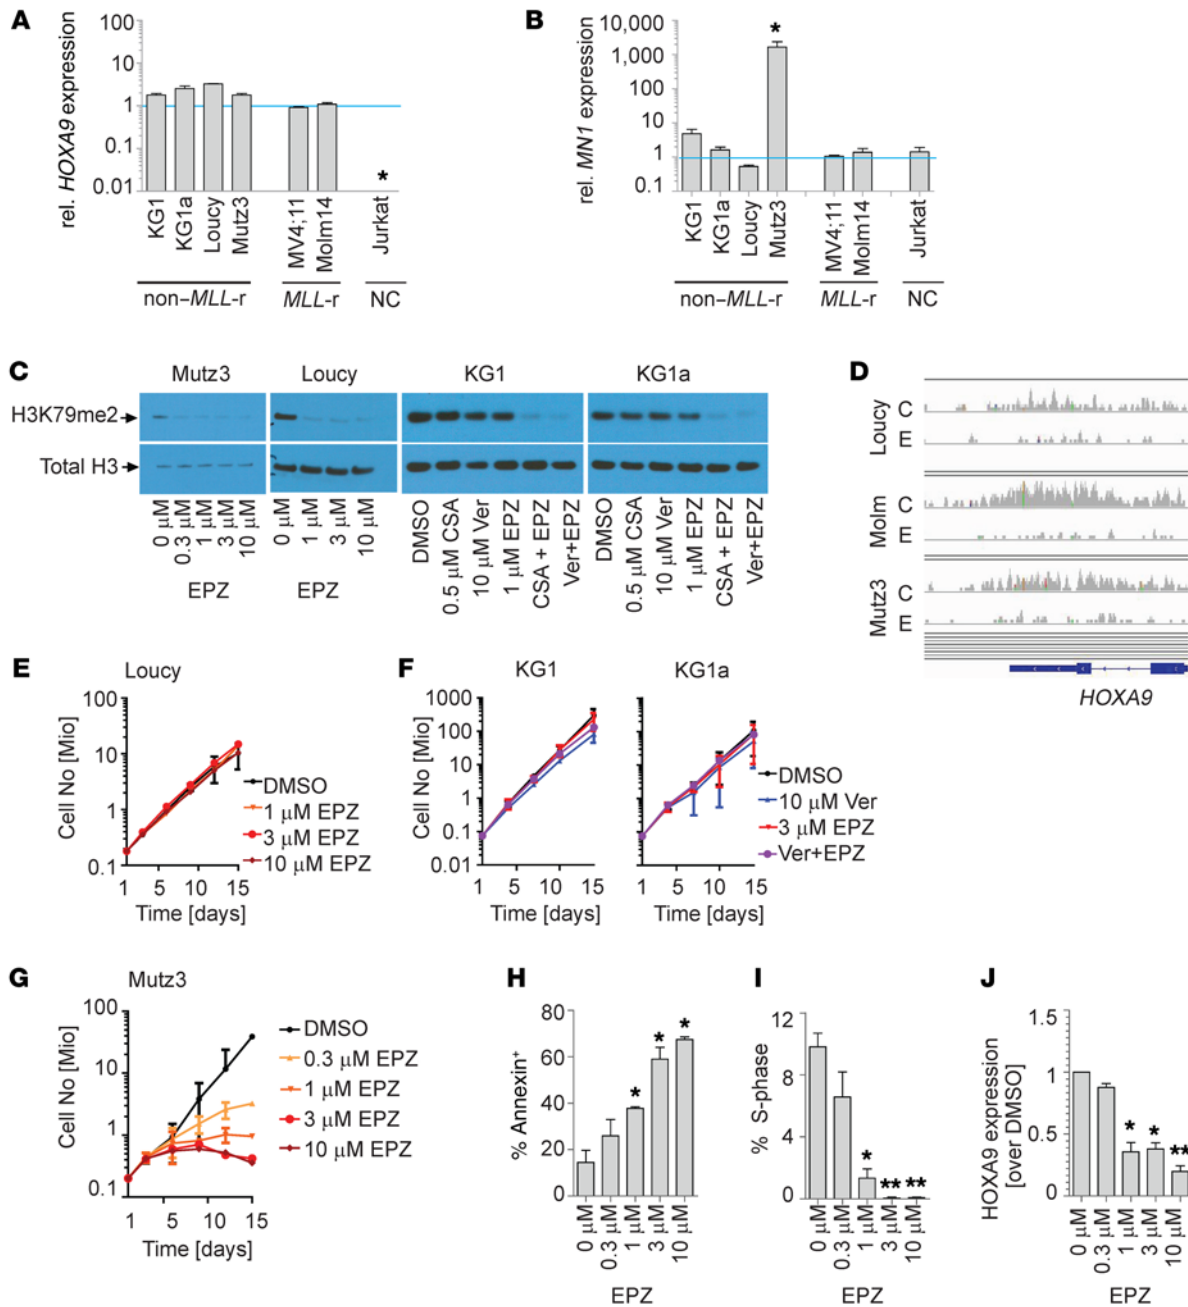 A
rel. HOXA9 expression
100
10
1
0.1
0.01
*
KG1
KG1a
Loucy
Mutz3
MV4;11
Molm14
Jurkat
non–MLL-r
MLL-r
NC
B
rel. MN1 expression
10,000
1,000
100
10
1
0.1
*
KG1
KG1a
Loucy
Mutz3
MV4;11
Molm14
Jurkat
non–MLL-r
MLL-r
NC
C
Mutz3
Loucy
KG1
KG1a
H3K79me2
Total H3
0 µM
0.3 µM
1 µM
3 µM
10 µM
EPZ
0 µM
1 µM
3 µM
10 µM
EPZ
DMSO
0.5 µM CSA
10 µM Ver
1 µM EPZ
CSA + EPZ
Ver+EPZ
DMSO
0.5 µM CSA
10 µM Ver
1 µM EPZ
CSA + EPZ
Ver+EPZ
D
Loucy
C
E
Molm
C
E
Mutz3
C
E
HOXA9
E
Loucy
Cell No [Mio]
100
10
1
0.1
1
5
10
15
Time [days]
DMSO
1 µM EPZ
3 µM EPZ
10 µM EPZ
F
KG1
KG1a
Cell No [Mio]
1000
100
10
1
0.1
0.01
1
5
10
15
Time [days]
1
5
10
15
Time [days]
DMSO
10 µM Ver
3 µM EPZ
Ver+EPZ
G
Mutz3
Cell No [Mio]
100
10
1
0.1
1
5
10
15
Time [days]
DMSO
0.3 µM EPZ
1 µM EPZ
3 µM EPZ
10 µM EPZ
H
% Annexin+
80
60
40
20
0
*
*
*
0 µM
0.3 µM
1 µM
3 µM
10 µM
EPZ
I
% S-phase
12
8
4
0
*
**
**
0 µM
0.3 µM
1 µM
3 µM
10 µM
EPZ
J
HOXA9 expression
[over DMSO]
1.5
1
0.5
0
*
*
**
0 µM
0.3 µM
1 µM
3 µM
10 µM
EPZ